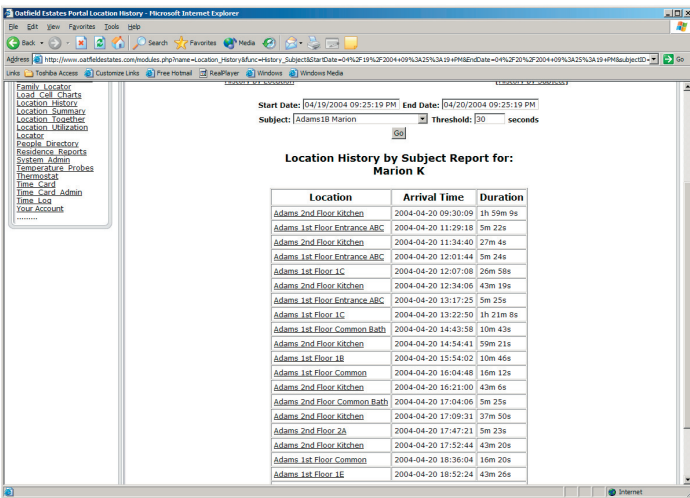 Oatfield Estates Portal Location History - Microsoft Internet Explorer
File Edit View Favorites Tools Help
Back Search Favorites Media
Address http://www.oatfieldestates.com/modules.php?name=Location_History&func=History_Subject&StartDate=04%2F19%2F2004+09%3A25%3A19+PM&EndDate=04%2F20%2F2004+09%3A25%3A19+PM&subjectID= Go
Links Toshiba Access Customize Links Free Hotmail RealPlayer Windows Windows Media
Family Locator
Load Cell Charts
Location History
Location Summary
Location Together
Location Utilization
Locator
People Directory
Residence Reports
System Admin
Temperature Probes
Thermostat
Time Card
Time Card Admin
Time Log
Your Account
.........
Start Date: 04/19/2004 09:25:19 PM End Date: 04/20/2004 09:25:19 PM
Subject: Adams1B Marion Threshold: 30 seconds
Go
Location History by Subject Report for:
Marion K
Location Arrival Time Duration
Adams 2nd Floor Kitchen 2004-04-20 09:30:09 1h 59m 9s
Adams 1st Floor Entrance ABC 2004-04-20 11:29:18 5m 22s
Adams 2nd Floor Kitchen 2004-04-20 11:34:40 27m 4s
Adams 1st Floor Entrance ABC 2004-04-20 12:01:44 5m 24s
Adams 1st Floor 1C 2004-04-20 12:07:08 26m 58s
Adams 2nd Floor Kitchen 2004-04-20 12:34:06 43m 19s
Adams 1st Floor Entrance ABC 2004-04-20 13:17:25 5m 25s
Adams 1st Floor 1C 2004-04-20 13:22:50 1h 21m 8s
Adams 1st Floor Common Bath 2004-04-20 14:43:58 10m 43s
Adams 2nd Floor Kitchen 2004-04-20 14:54:41 59m 21s
Adams 1st Floor 1B 2004-04-20 15:54:02 10m 46s
Adams 1st Floor Common 2004-04-20 16:04:48 16m 12s
Adams 2nd Floor Kitchen 2004-04-20 16:21:00 43m 6s
Adams 2nd Floor Common Bath 2004-04-20 17:04:06 5m 25s
Adams 2nd Floor Kitchen 2004-04-20 17:09:31 37m 50s
Adams 2nd Floor 2A 2004-04-20 17:47:21 5m 23s
Adams 2nd Floor Kitchen 2004-04-20 17:52:44 43m 20s
Adams 1st Floor Common 2004-04-20 18:36:04 16m 20s
Adams 1st Floor 1E 2004-04-20 18:52:24 43m 26s
Internet